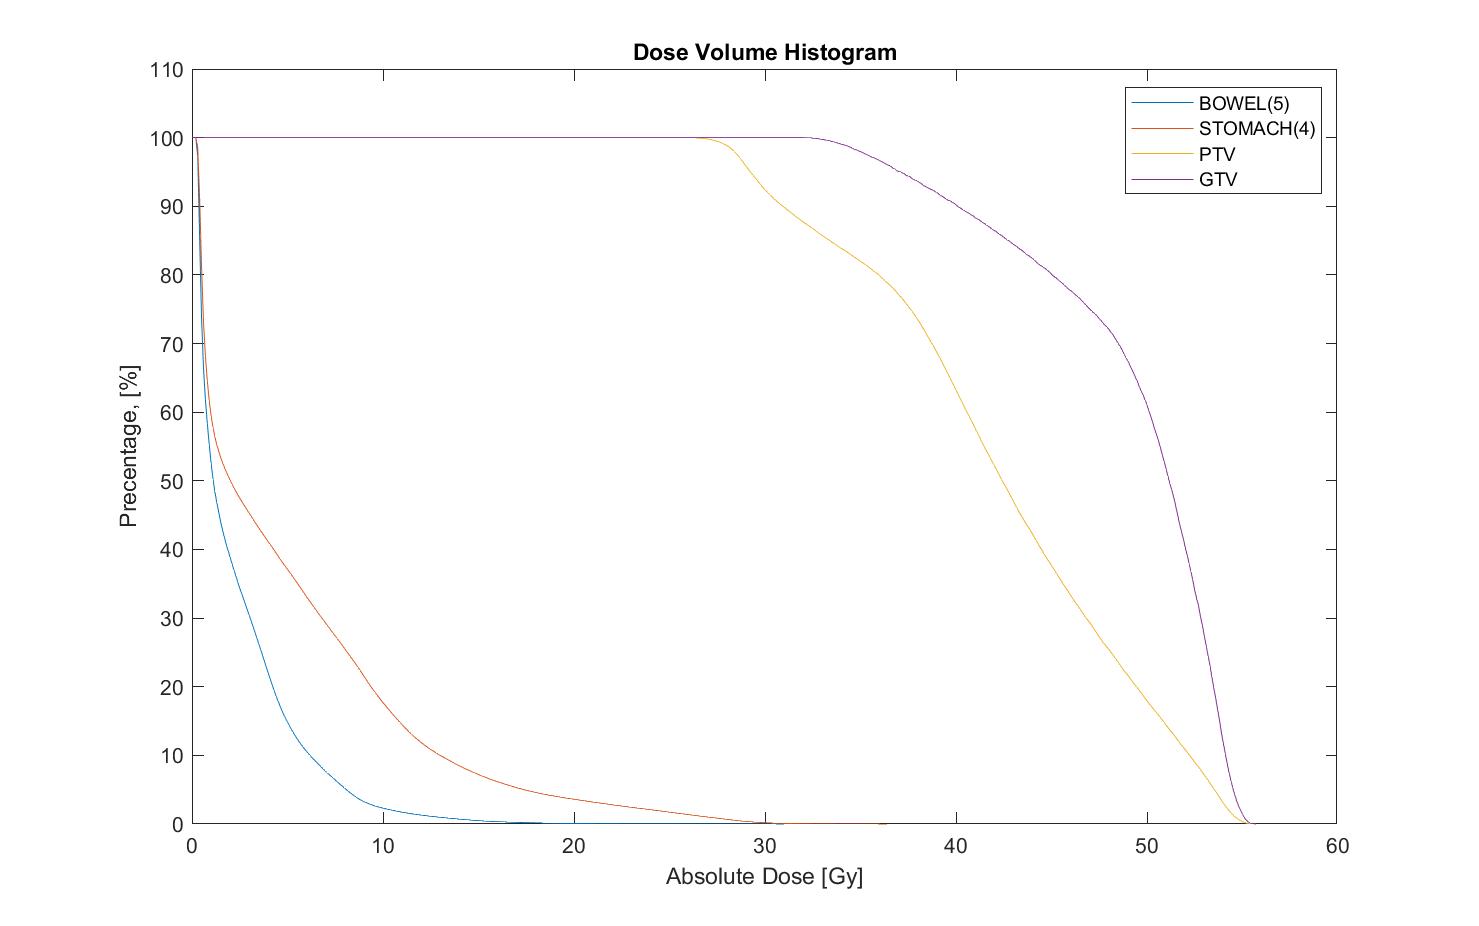 Dose Volume Histogram
110
100
90
80
70
60
50
40
30
20
10
0
Precentage, [%]
BOWEL(5)
STOMACH(4)
PTV
GTV
0 10 20 30 40 50 60
Absolute Dose [Gy]